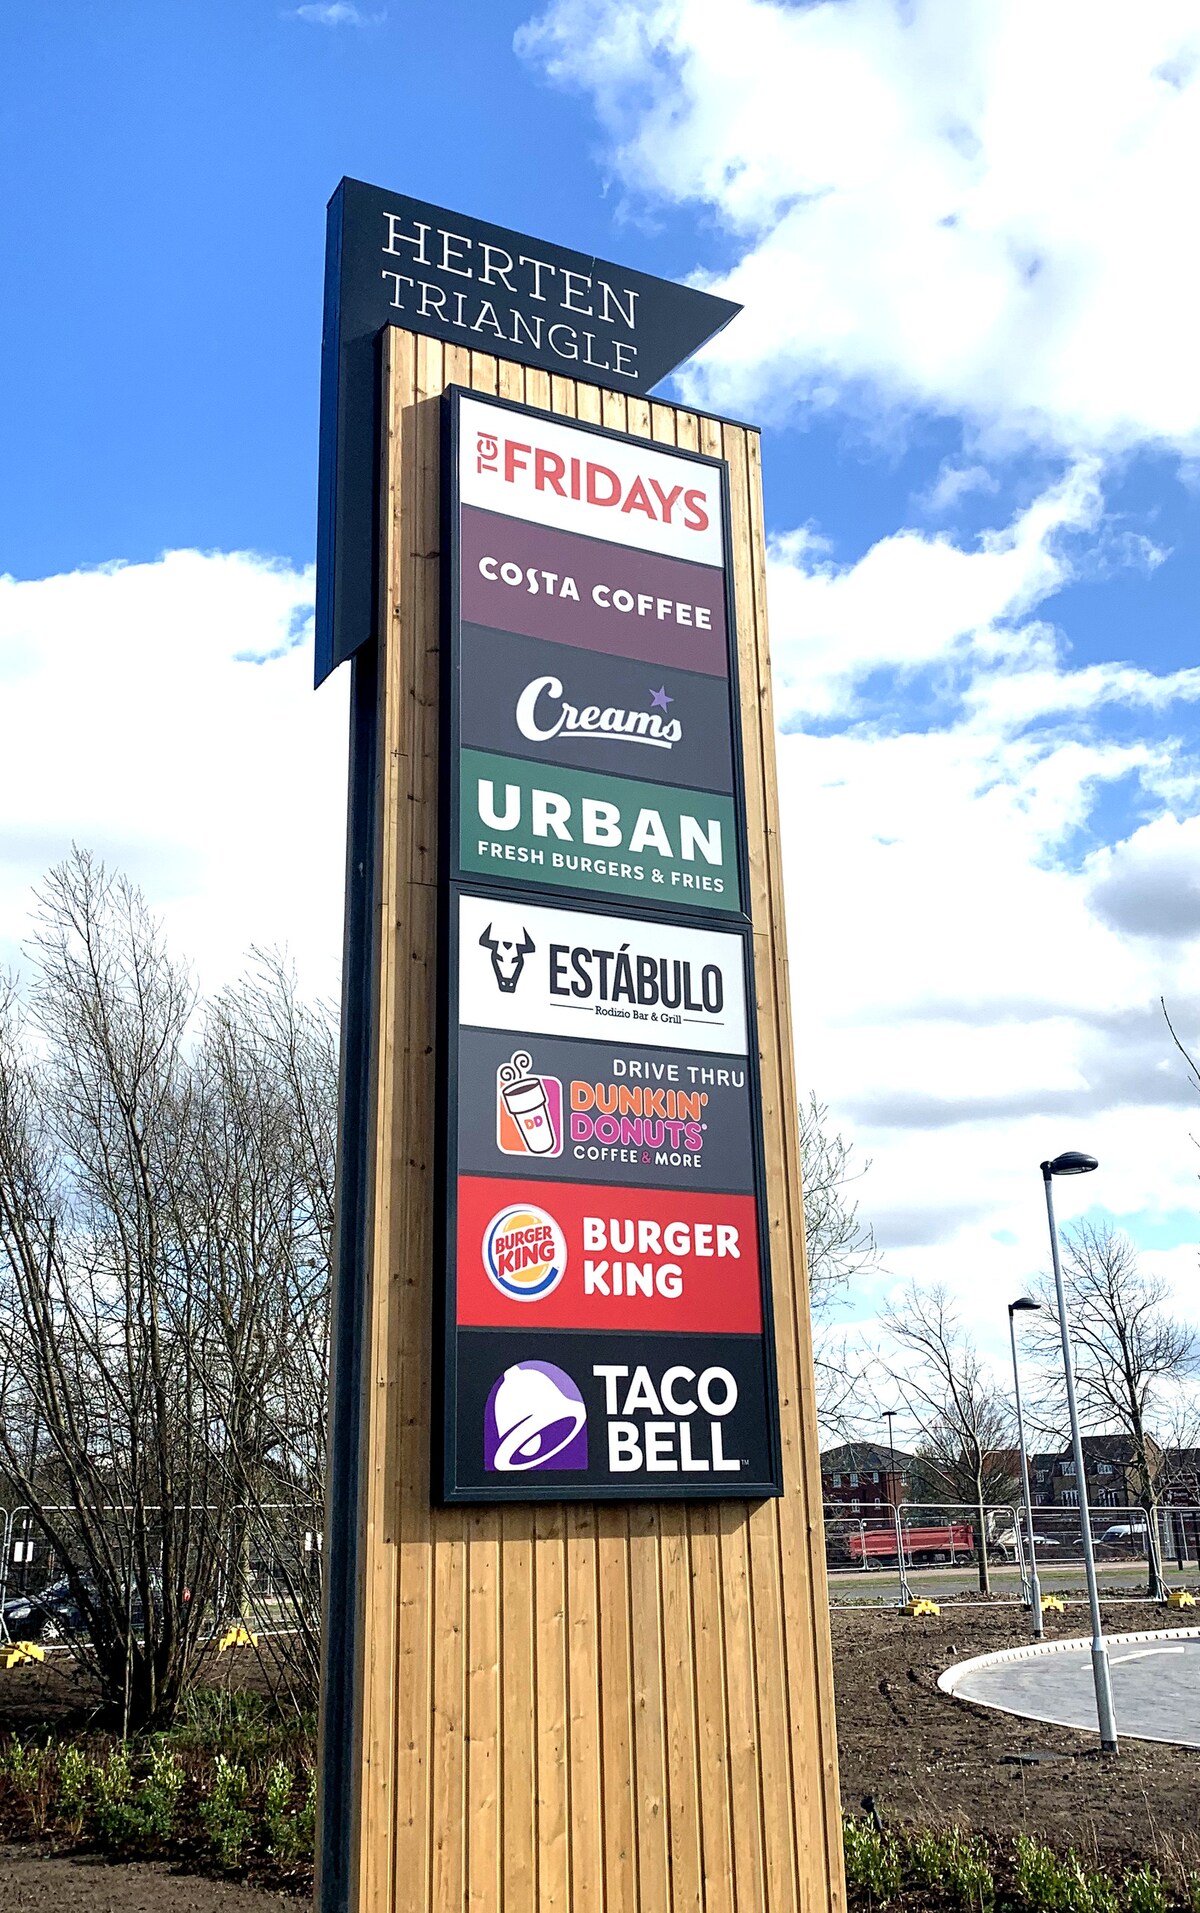 HERTEN
TRIANGLE
TGI FRIDAYS
COSTA COFFEE
Creams
URBAN
FRESH BURGERS & FRIES
ESTÁBULO
Rodizio Bar & Grill
DRIVE THRU
DUNKIN'
DONUTS
COFFEE & MORE
DD
BURGER
KING
BURGER
KING
TACO
BELL